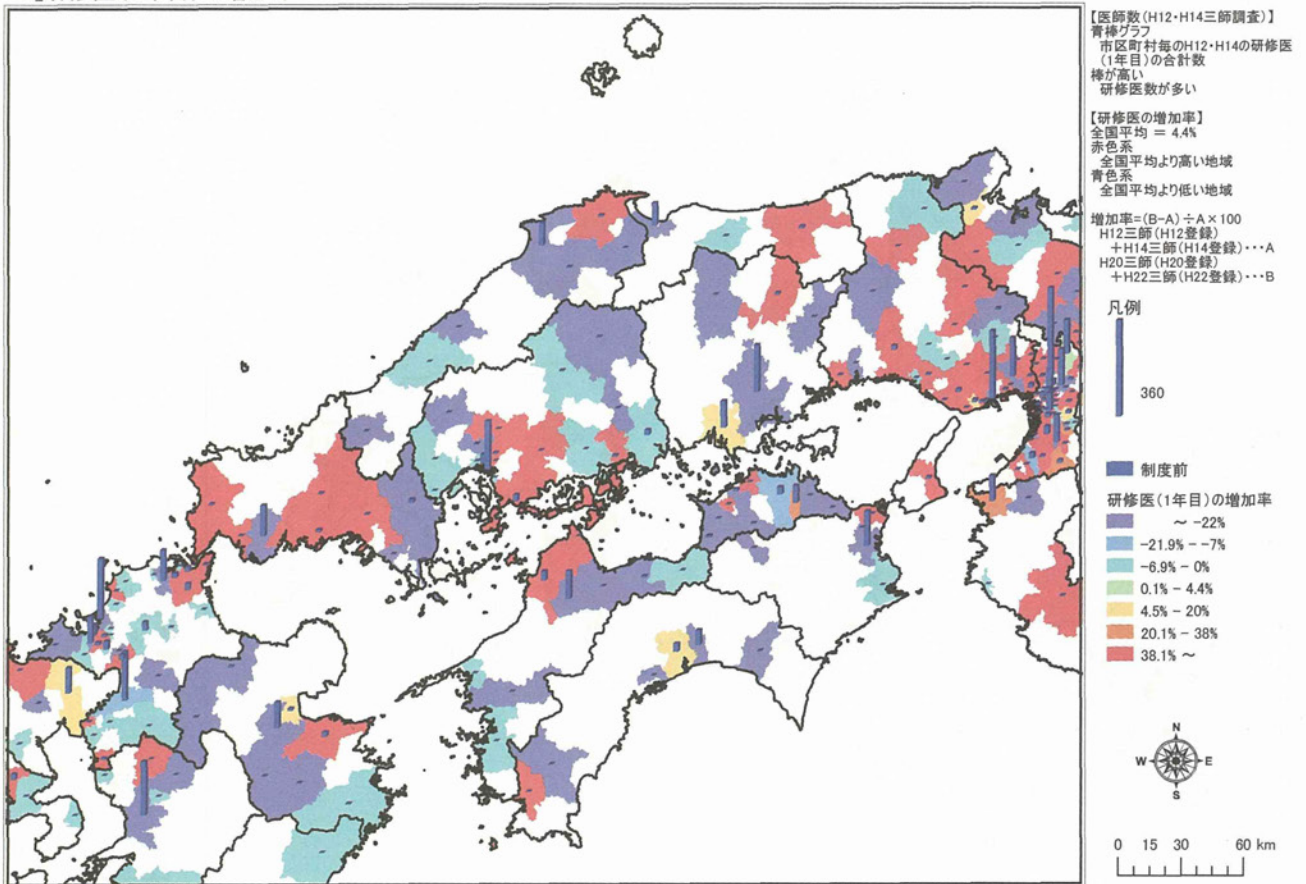 【医師数(H12・H14三師調査)】
青棒グラフ
市区町村毎のH12・H14の研修医
(1年目)の合計数
棒が高い
研修医数が多い
【研修医の増加率】
全国平均 = 4.4%
赤色系
全国平均より高い地域
青色系
全国平均より低い地域
増加率=(B-A)÷A×100
H12三師(H12登録)
+H14三師(H14登録)・・・A
H20三師(H20登録)
+H22三師(H22登録)・・・B
凡例
360
制度前
研修医(1年目)の増加率
~ -22%
-21.9% - -7%
-6.9% - 0%
0.1% - 4.4%
4.5% - 20%
20.1% - 38%
38.1% ~
N
W E
S
0 15 30 60 km